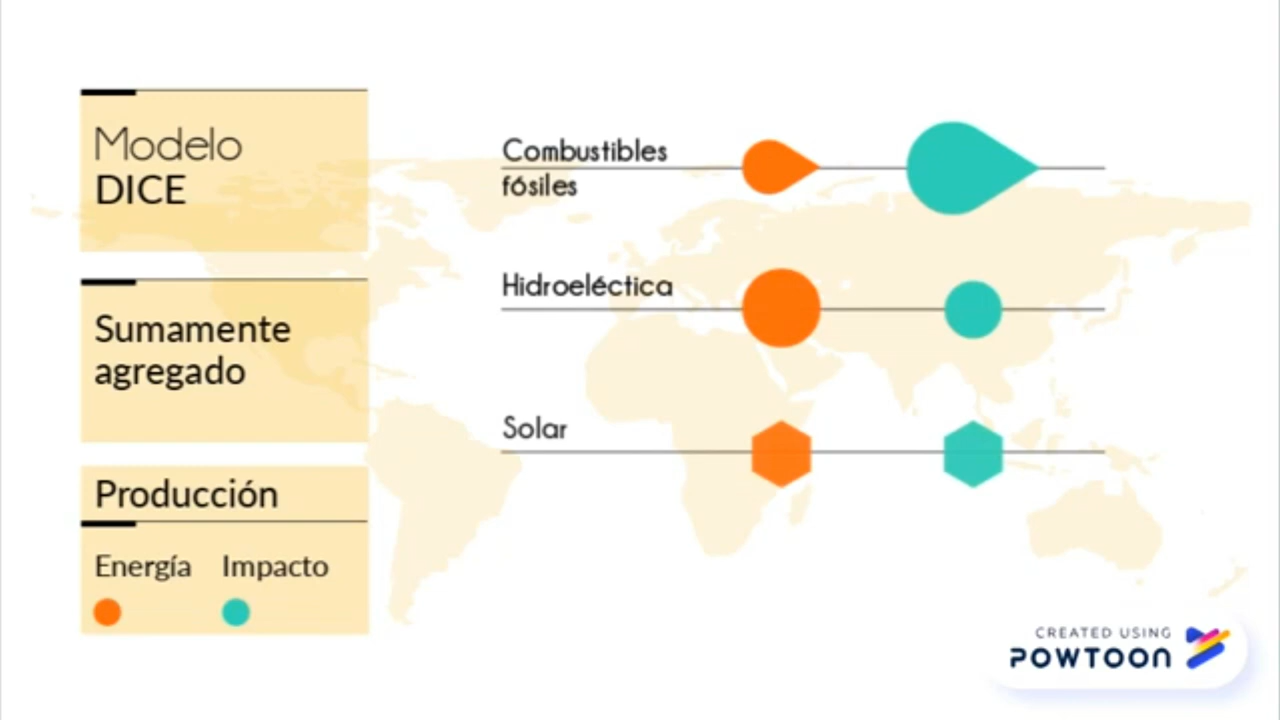 Modelo
DICE
Sumamente
agregado
Producción
Energía Impacto
Combustibles
fósiles
Hidroeléctica
Solar
CREATED USING
POWTOON